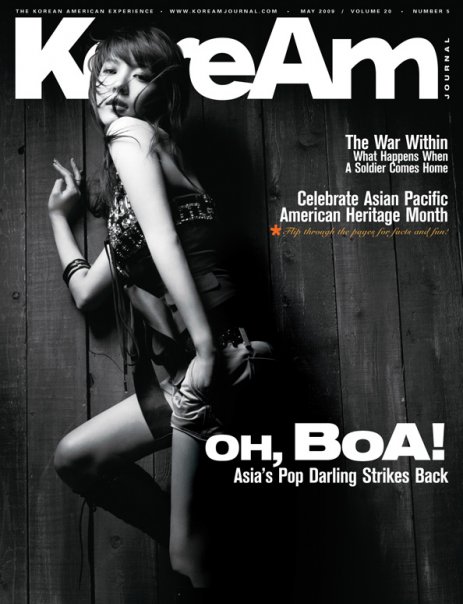 THE KOREAN AMERICAN EXPERIENCE • WWW.KOREAMJOURNAL.COM • MAY 2009 / VOLUME 20 • NUMBER 5
KoreAm
JOURNAL
The War Within
What Happens When
A Soldier Comes Home
Celebrate Asian Pacific
American Heritage Month
* Flip through the pages for facts and fun!
OH, BoA!
Asia's Pop Darling Strikes Back